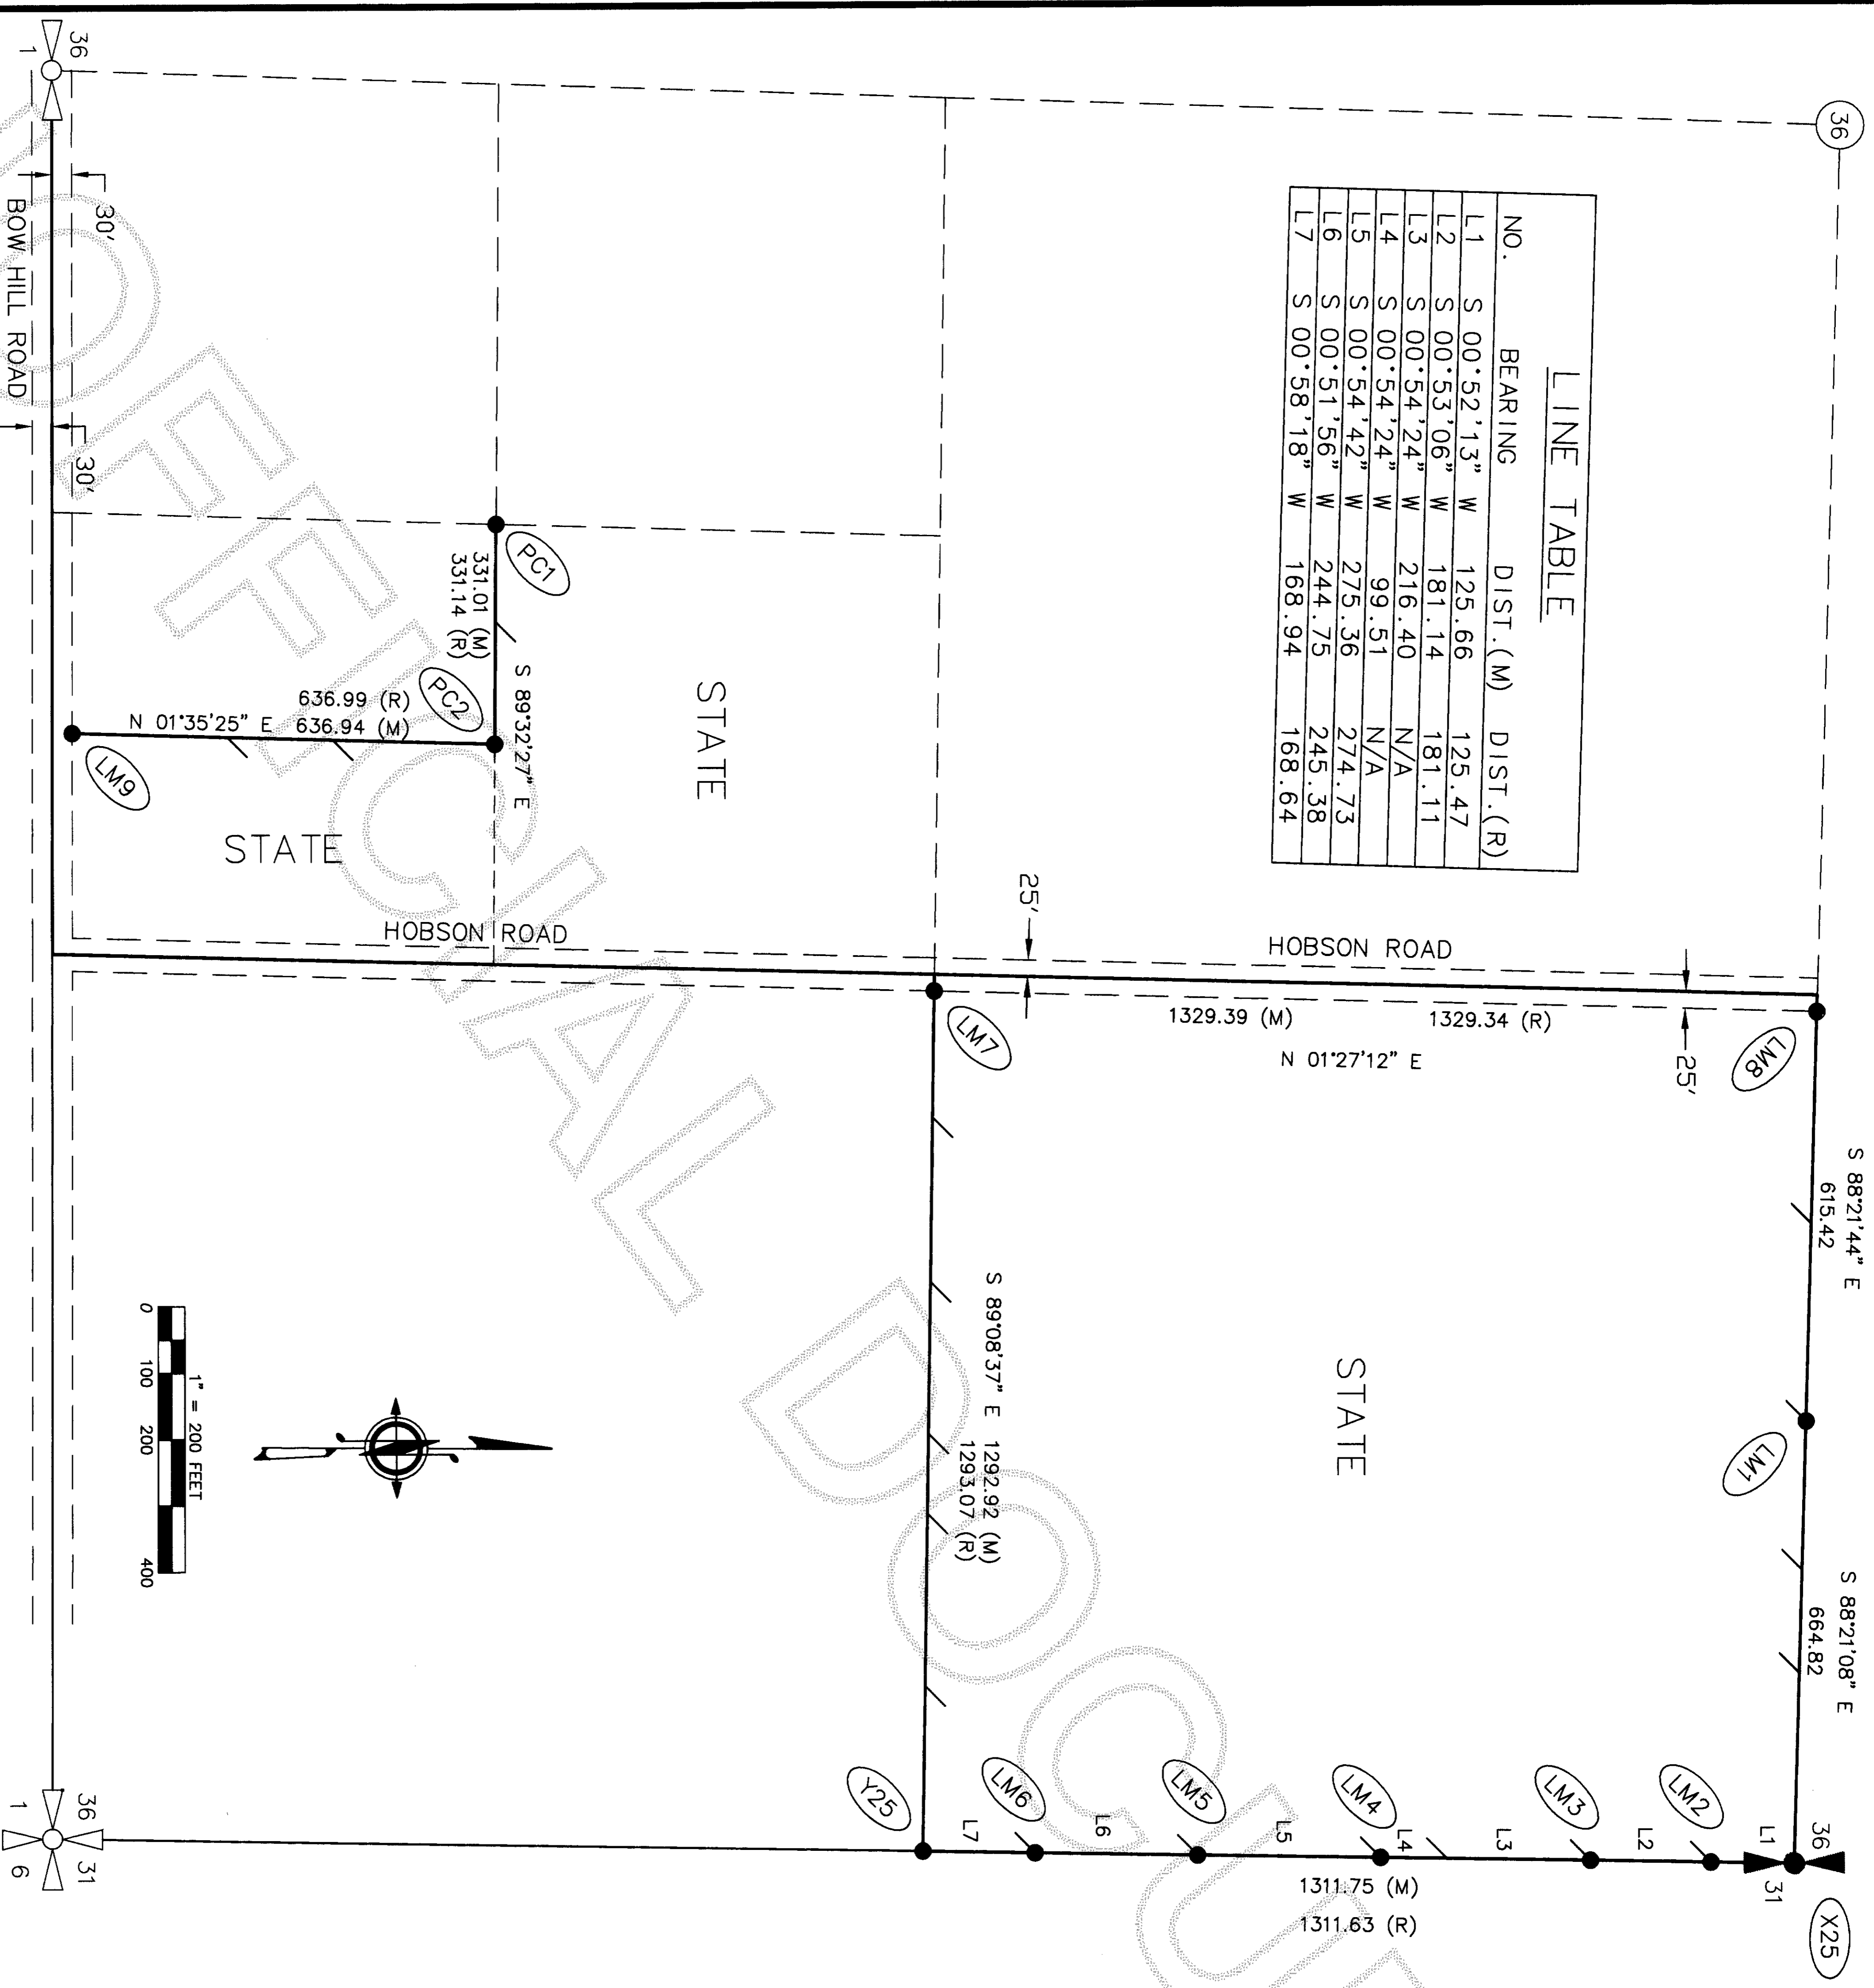 LINE TABLE
NO. BEARING DIST.(M) DIST.(R)
L1 S 00°52'13" W 125.66 125.47
L2 S 00°53'06" W 181.14 181.11
L3 S 00°54'24" W 216.40 N/A
L4 S 00°54'24" W 99.51 N/A
L5 S 00°54'42" W 275.36 274.73
L6 S 00°51'56" W 244.75 245.38
L7 S 00°58'18" W 168.94 168.64
36
S 88°21'44" E
615.42
S 88°21'08" E
664.82
36
31
X25
LM8
LM1
L1
LM2
L2
LM3
L3
L4
LM4
L5
LM5
L6
LM6
L7
Y25
1311.75 (M)
1311.63 (R)
25'
25'
HOBSON ROAD
1329.39 (M) 1329.34 (R)
N 01°27'12" E
STATE
LM7
S 89°08'37" E 1292.92 (M)
1293.07 (R)
STATE
PC1
331.01 (M)
331.14 (R)
S 89°32'27" E
PC2
636.99 (R)
N 01°35'25" E 636.94 (M)
LM9
STATE
HOBSON ROAD
1" = 200 FEET
0 100 200 400
30'
30'
BOW HILL ROAD
36
1
36
31
1
6
OFFICIAL DOCU